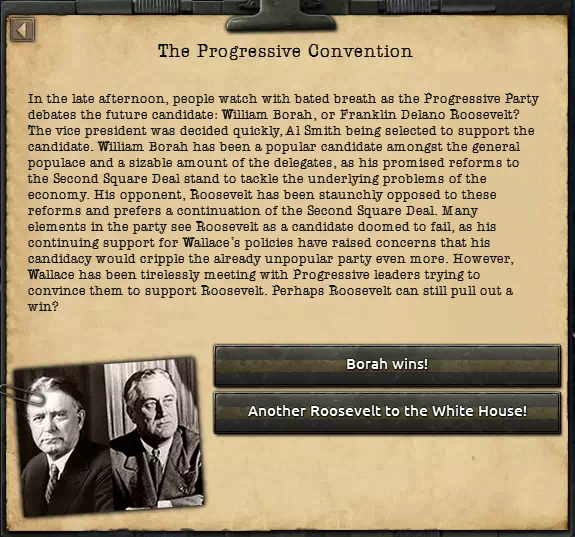 The Progressive Convention
In the late afternoon, people watch with bated breath as the Progressive Party
debates the future candidate: William Borah, or Franklin Delano Roosevelt?
The vice president was decided quickly, Al Smith being selected to support the
candidate. William Borah has been a popular candidate amongst the general
populace and a sizable amount of the delegates, as his promised reforms to
the Second Square Deal stand to tackle the underlying problems of the
economy. His opponent, Roosevelt has been staunchly opposed to these
reforms and prefers a continuation of the Second Square Deal. Many
elements in the party see Roosevelt as a candidate doomed to fail, as his
continuing support for Wallace's policies have raised concerns that his
candidacy would cripple the already unpopular party even more. However,
Wallace has been tirelessly meeting with Progressive leaders trying to
convince them to support Roosevelt. Perhaps Roosevelt can still pull out a
win?
Borah wins!
Another Roosevelt to the White House!